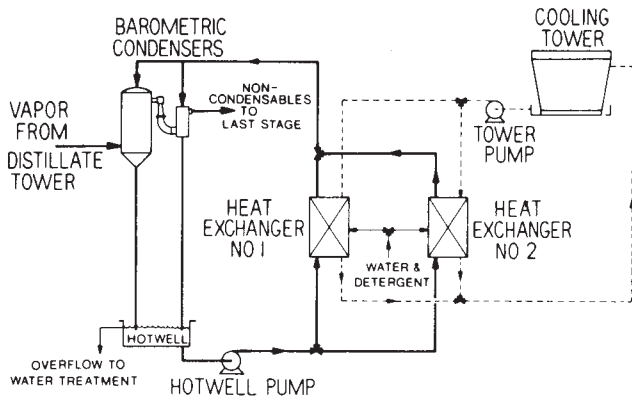 BAROMETRIC
CONDENSERS
COOLING
TOWER
NON-
CONDENSABLES
TO
LAST STAGE
VAPOR
FROM
DISTILLATE
TOWER
TOWER
PUMP
HEAT
EXCHANGER
NO 1
HEAT
EXCHANGER
NO 2
WATER &
DETERGENT
HOTWELL
OVERFLOW TO
WATER TREATMENT
HOTWELL PUMP